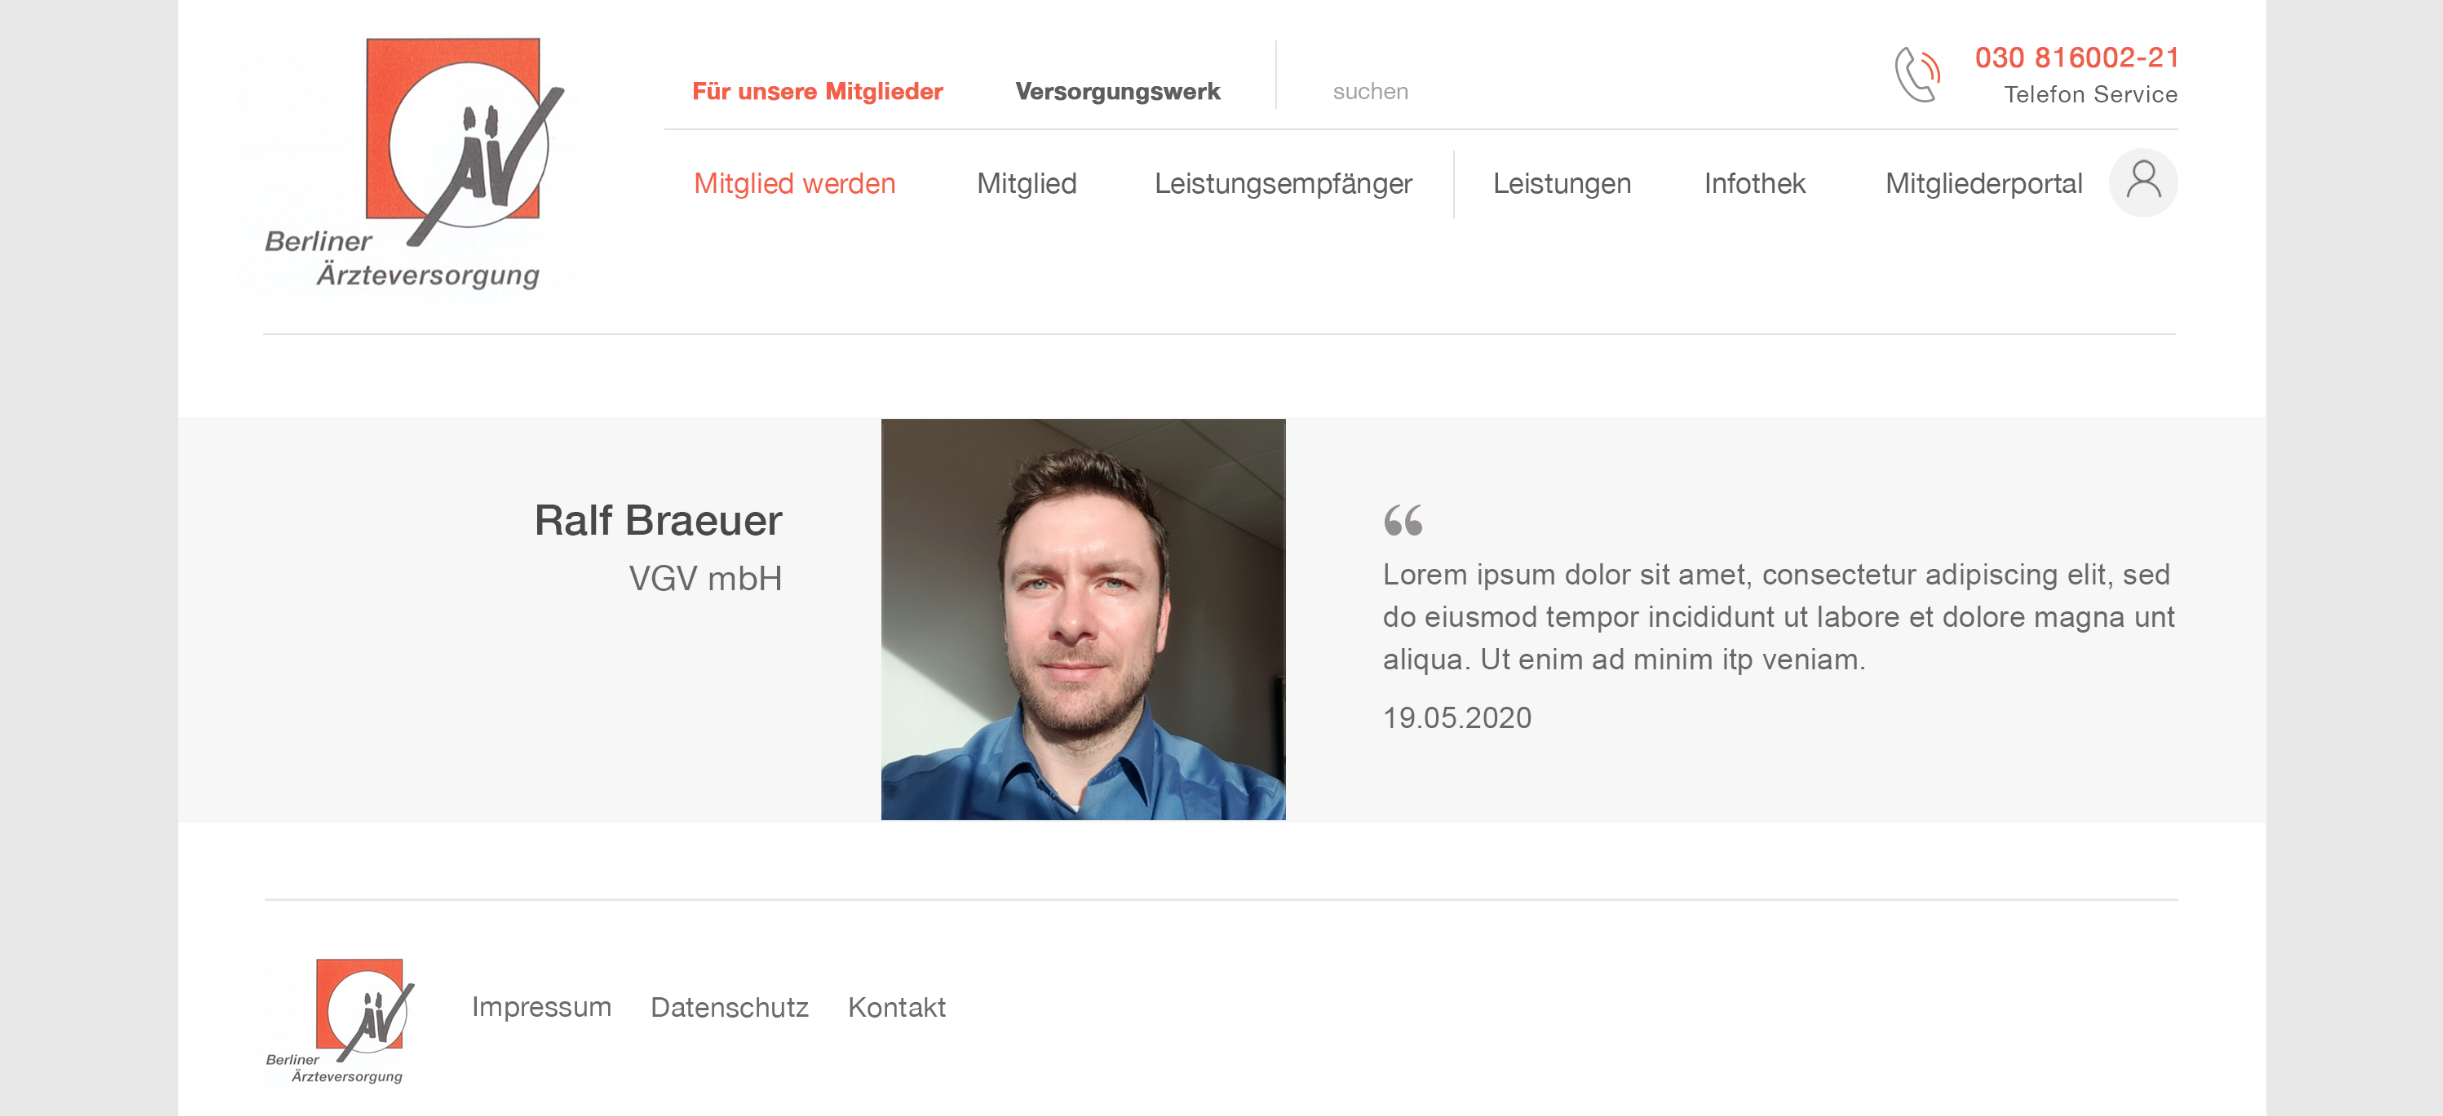 ÄV
Berliner
Ärzteversorgung
Für unsere Mitglieder
Versorgungswerk
suchen
030 816002-21
Telefon Service
Mitglied werden
Mitglied
Leistungsempfänger
Leistungen
Infothek
Mitgliederportal
Ralf Braeuer
VGV mbH
“
Lorem ipsum dolor sit amet, consectetur adipiscing elit, sed
do eiusmod tempor incididunt ut labore et dolore magna unt
aliqua. Ut enim ad minim itp veniam.
19.05.2020
ÄV
Berliner
Ärzteversorgung
Impressum
Datenschutz
Kontakt